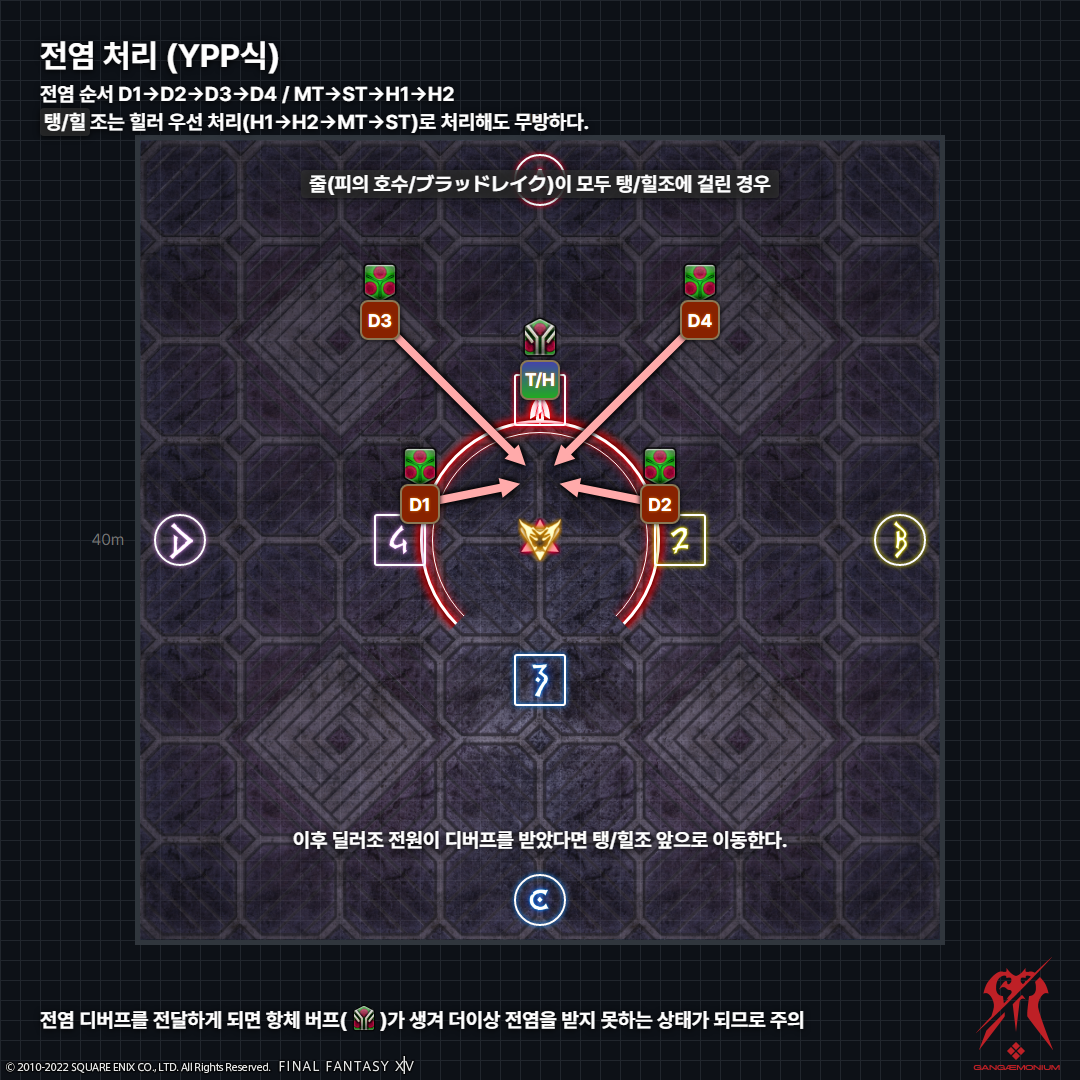 전염 처리 (YPP식)
전염 순서 D1→D2→D3→D4 / MT→ST→H1→H2
탱/힐 조는 힐러 우선 처리(H1→H2→MT→ST)로 처리해도 무방하다.
줄(피의 호수/ブラッドレイク)이 모두 탱/힐조에 걸린 경우
D3
D4
T/H
D1
D2
40m
D
4
2
B
3
이후 딜러조 전원이 디버프를 받았다면 탱/힐조 앞으로 이동한다.
C
전염 디버프를 전달하게 되면 항체 버프( )가 생겨 더이상 전염을 받지 못하는 상태가 되므로 주의
GANGÆMONIUM
© 2010-2022 SQUARE ENIX CO., LTD. All Rights Reserved. FINAL FANTASY XIV